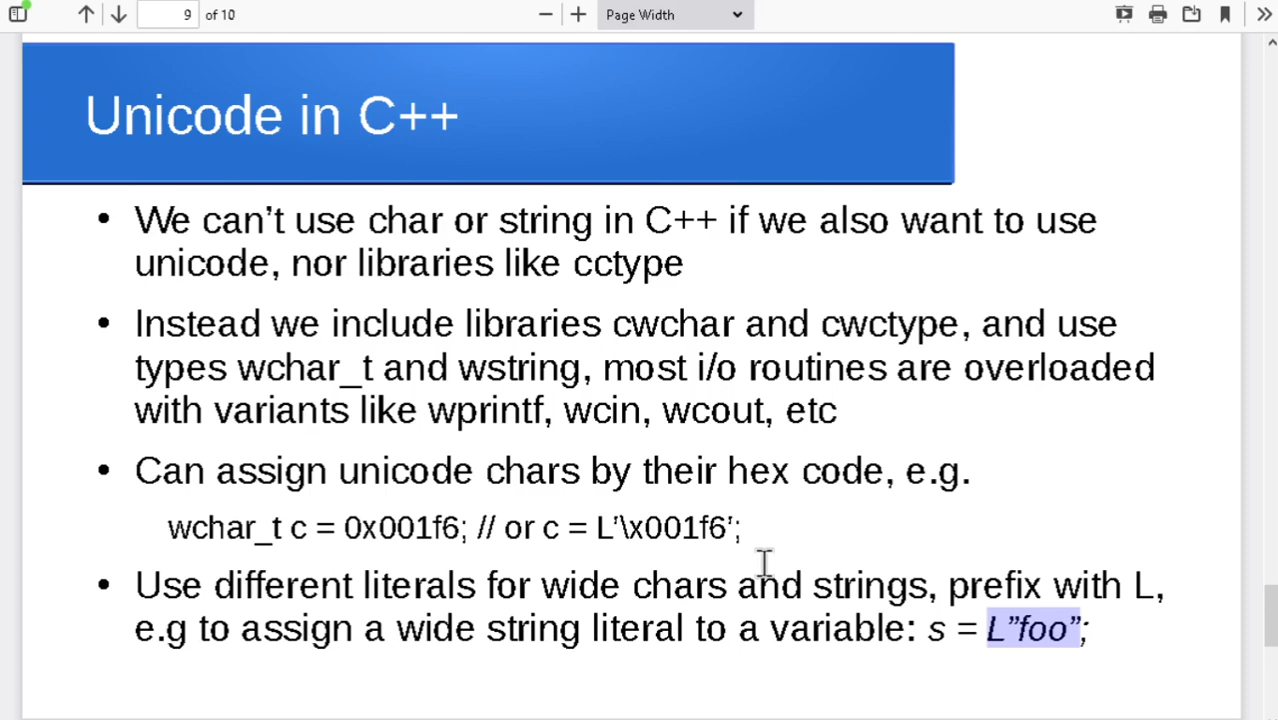 9 of 10
Page Width
Unicode in C++
• We can’t use char or string in C++ if we also want to use
unicode, nor libraries like cctype
• Instead we include libraries cwchar and cwctype, and use
types wchar_t and wstring, most i/o routines are overloaded
with variants like wprintf, wcin, wcout, etc
• Can assign unicode chars by their hex code, e.g.
wchar_t c = 0x001f6; // or c = L’\x001f6’;
• Use different literals for wide chars and strings, prefix with L,
e.g to assign a wide string literal to a variable: s = L”foo”;